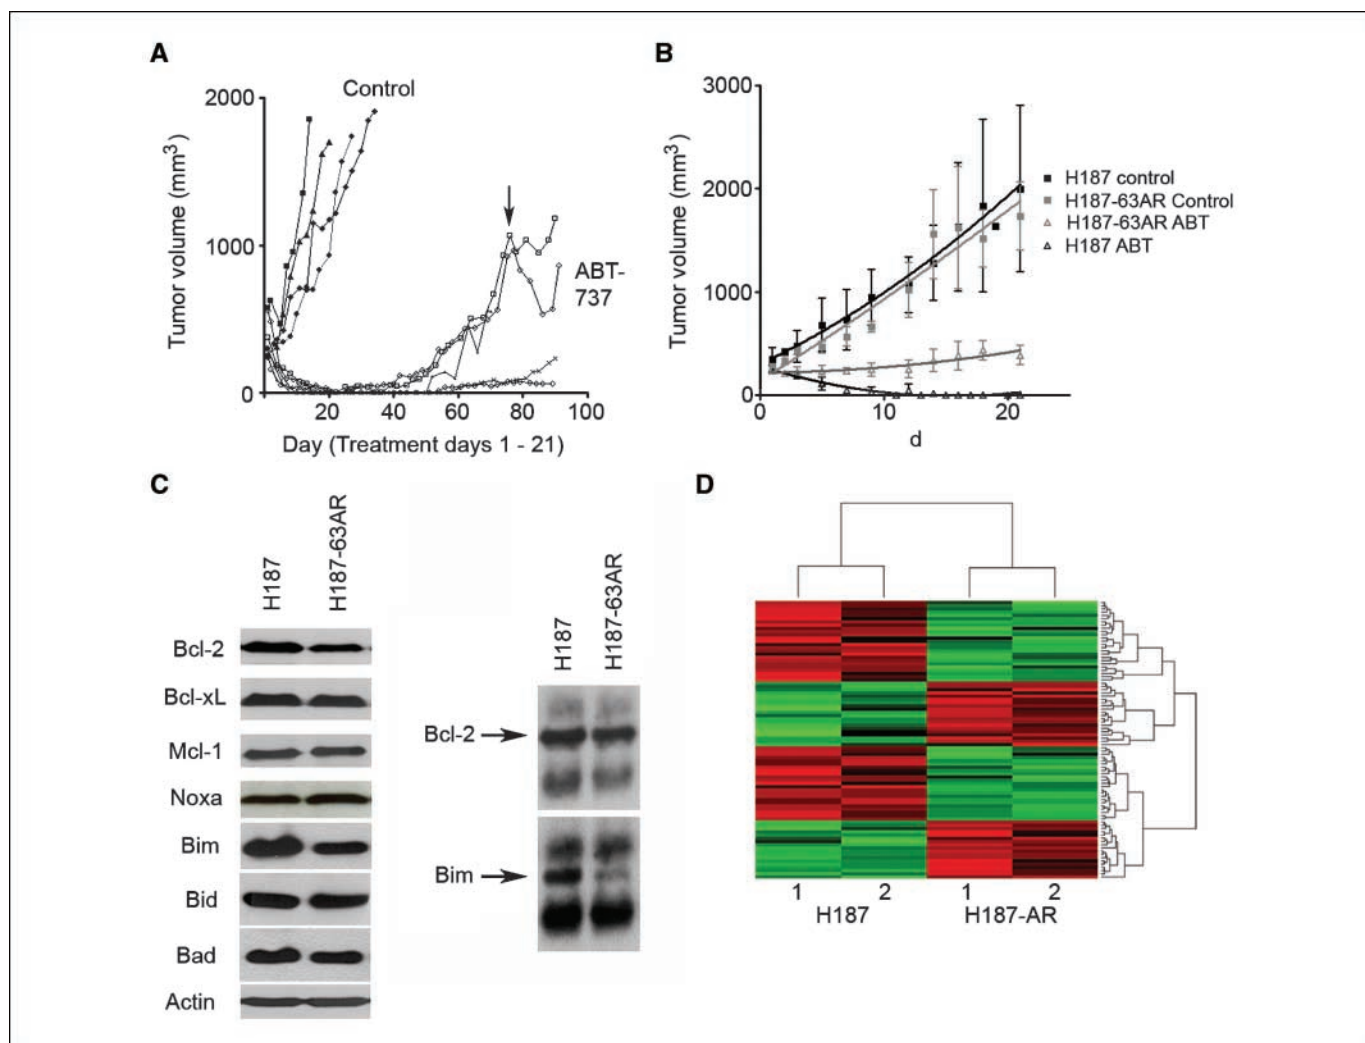 A
Control
2000
1000
0
Tumor volume (mm3)
ABT-
737
20
40
60
80
100
Day (Treatment days 1 - 21)
B
3000
2000
1000
0
Tumor volume (mm3)
0
10
20
d
H187 control
H187-63AR Control
H187-63AR ABT
H187 ABT
C
H187
H187-63AR
Bcl-2
Bcl-xL
Mcl-1
Noxa
Bim
Bid
Bad
Actin
H187
H187-63AR
Bcl-2
Bim
D
1 2 1 2
H187 H187-AR